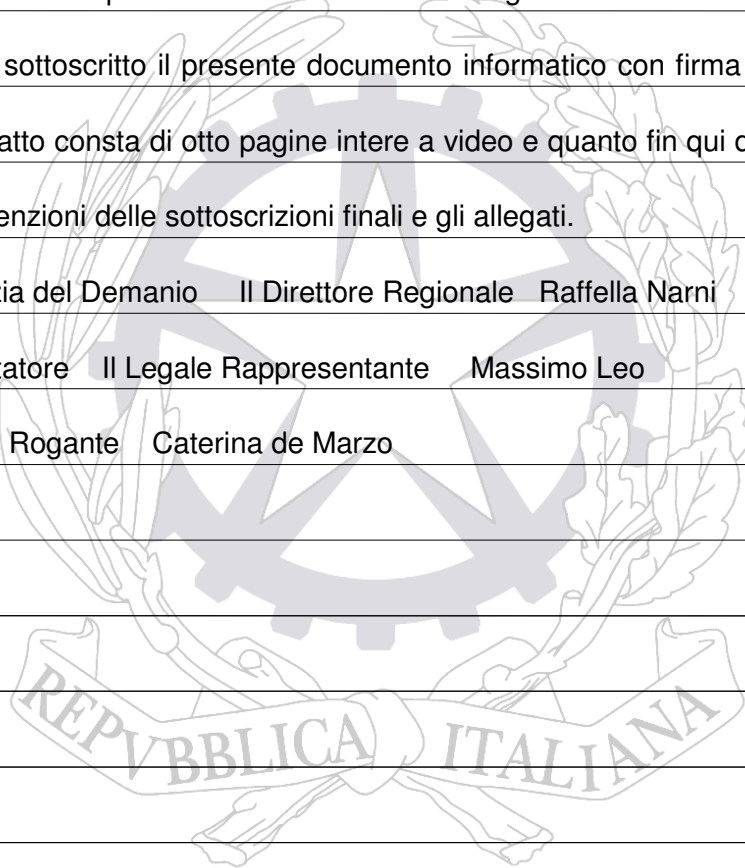 sottoscritto il presente documento informatico con firma
atto consta di otto pagine intere a video e quanto fin qui
enzioni delle sottoscrizioni finali e gli allegati.
ia del Demanio Il Direttore Regionale Raffella Narni
atore Il Legale Rappresentante Massimo Leo
Rogante Caterina de Marzo
REPVBBLICA ITALIANA